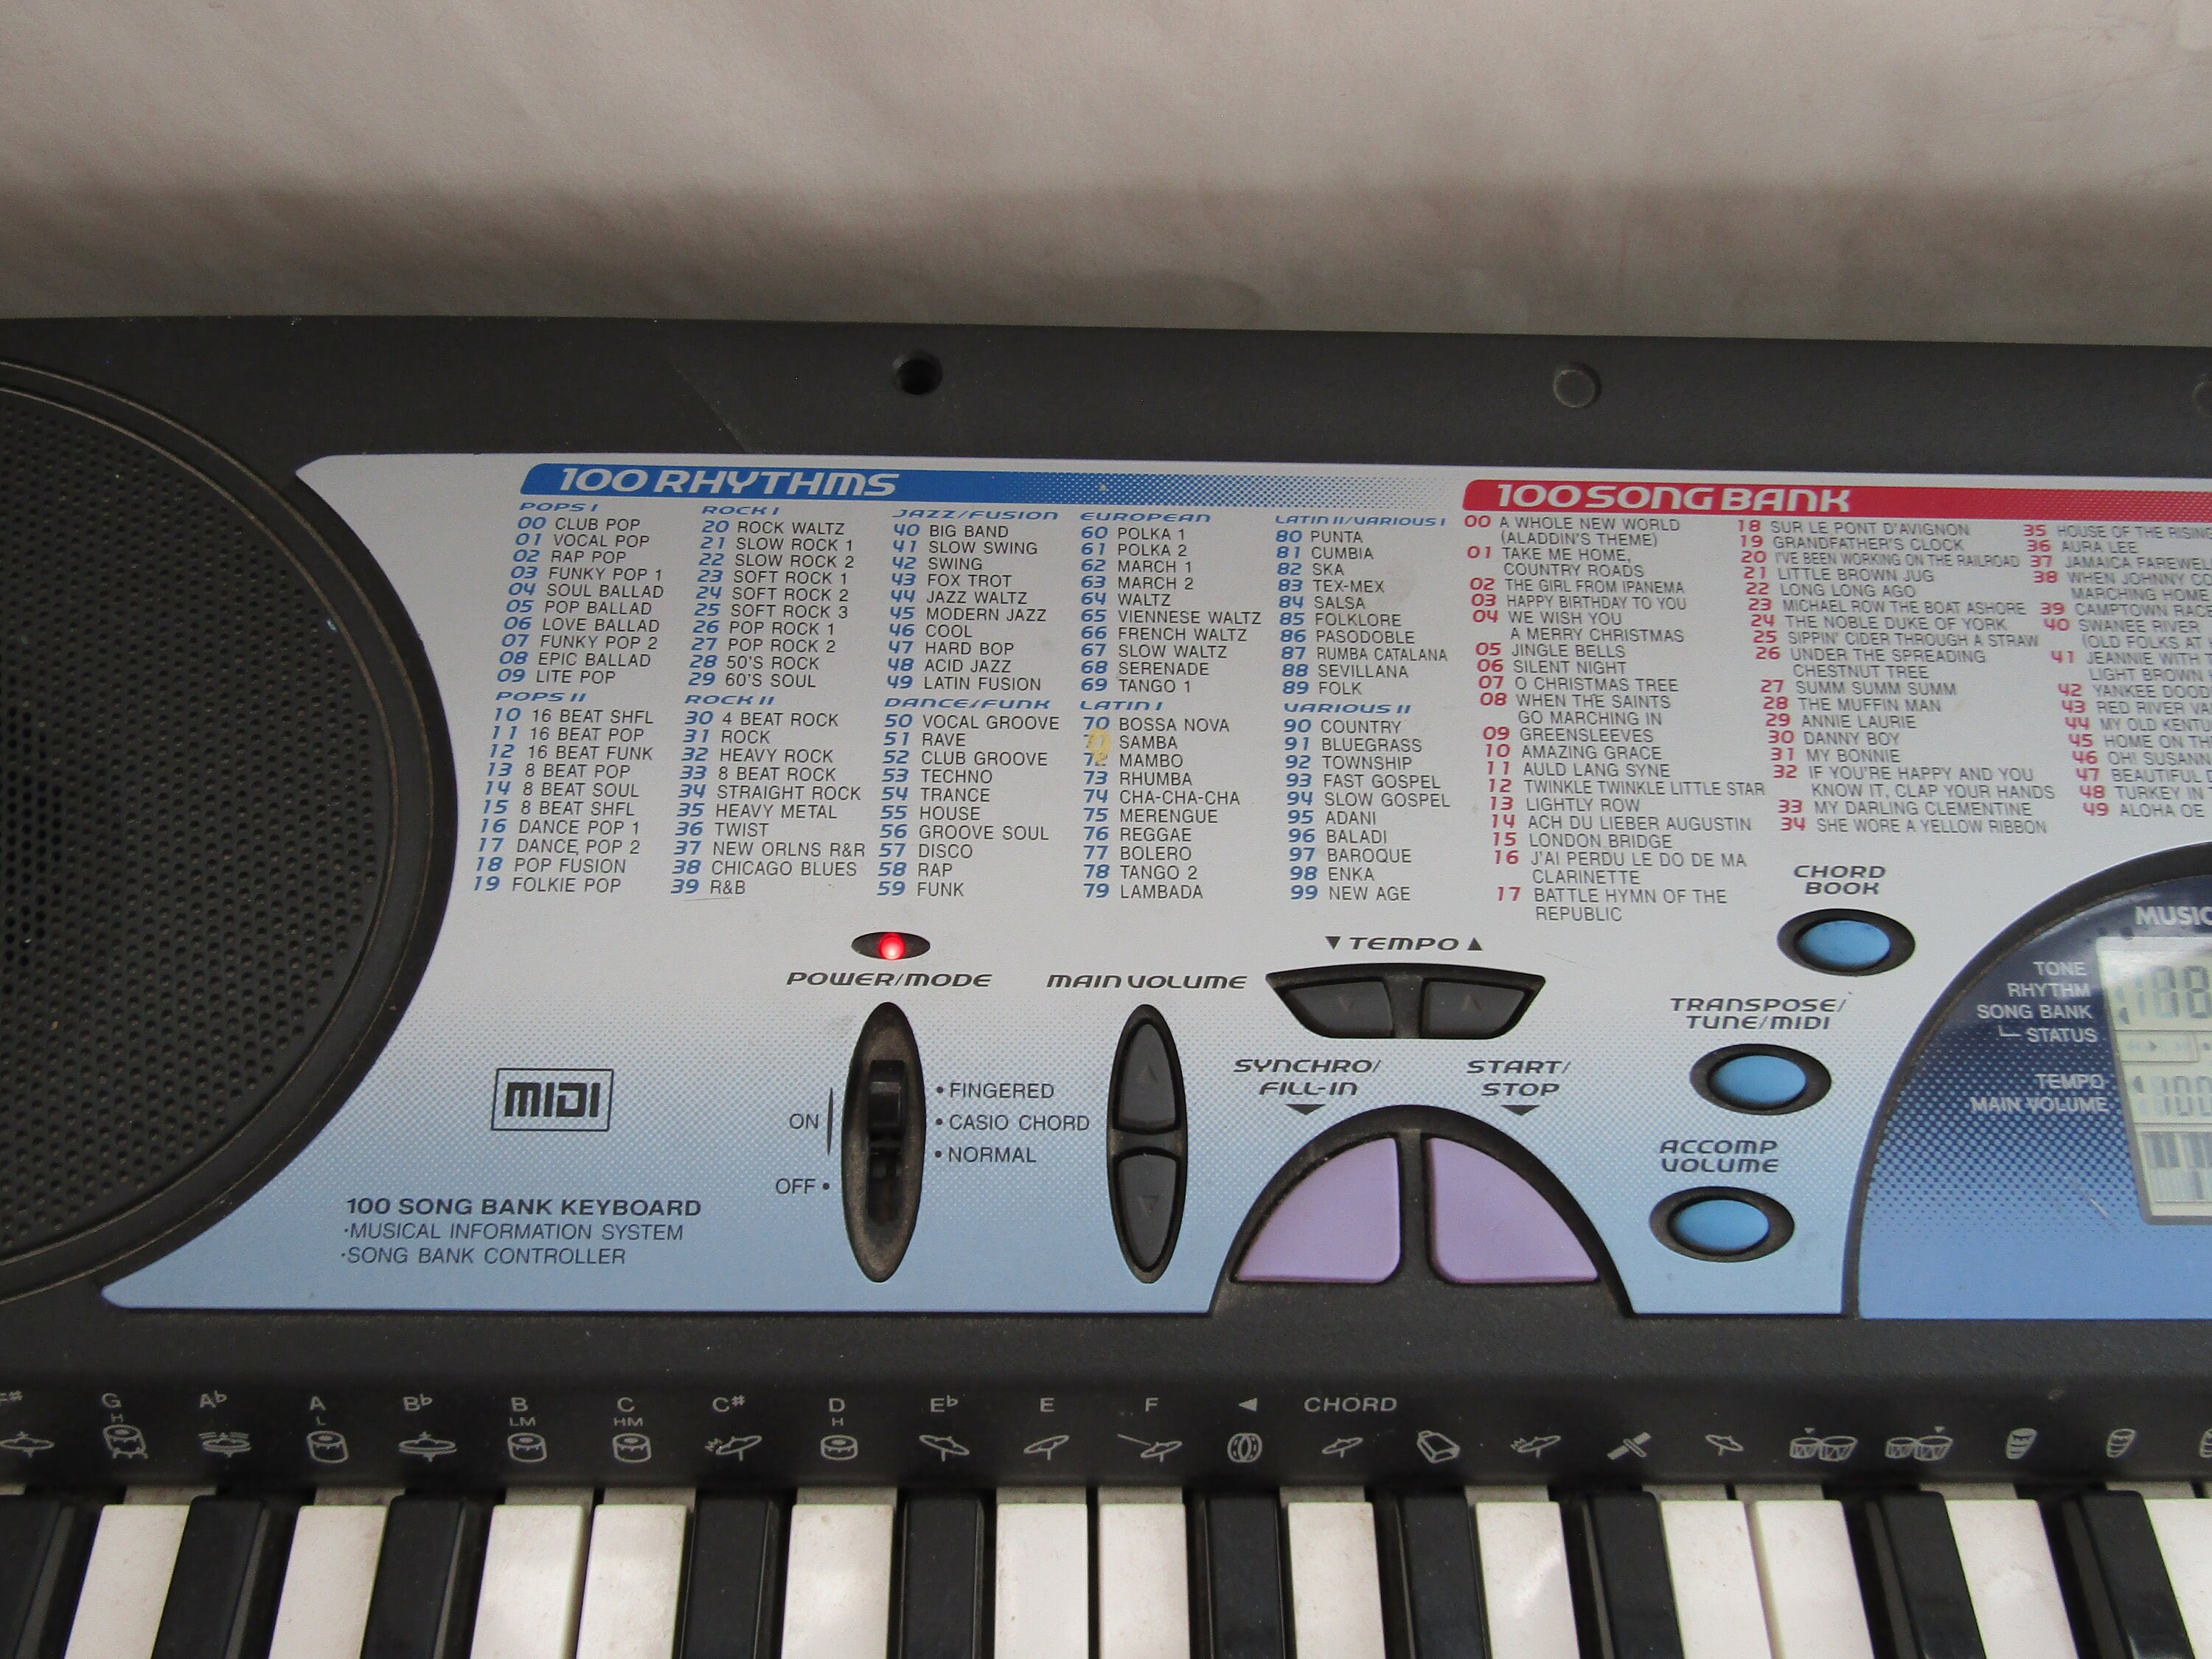 100 RHYTHMS
POPS I
00 CLUB POP
01 VOCAL POP
02 RAP POP
03 FUNKY POP 1
04 SOUL BALLAD
05 POP BALLAD
06 LOVE BALLAD
07 FUNKY POP 2
08 EPIC BALLAD
09 LITE POP
POPS II
10 16 BEAT SHFL
11 16 BEAT POP
12 16 BEAT FUNK
13 8 BEAT POP
14 8 BEAT SOUL
15 8 BEAT SHFL
16 DANCE POP 1
17 DANCE POP 2
18 POP FUSION
19 FOLKIE POP
ROCK I
20 ROCK WALTZ
21 SLOW ROCK 1
22 SLOW ROCK 2
23 SOFT ROCK 1
24 SOFT ROCK 2
25 SOFT ROCK 3
26 POP ROCK 1
27 POP ROCK 2
28 50'S ROCK
29 60'S SOUL
ROCK II
30 4 BEAT ROCK
31 ROCK
32 HEAVY ROCK
33 8 BEAT ROCK
34 STRAIGHT ROCK
35 HEAVY METAL
36 TWIST
37 NEW ORLNS R&R
38 CHICAGO BLUES
39 R&B
JAZZ/FUSION
40 BIG BAND
41 SLOW SWING
42 SWING
43 FOX TROT
44 JAZZ WALTZ
45 MODERN JAZZ
46 COOL
47 HARD BOP
48 ACID JAZZ
49 LATIN FUSION
DANCE/FUNK
50 VOCAL GROOVE
51 RAVE
52 CLUB GROOVE
53 TECHNO
54 TRANCE
55 HOUSE
56 GROOVE SOUL
57 DISCO
58 RAP
59 FUNK
EUROPEAN
60 POLKA 1
61 POLKA 2
62 MARCH 1
63 MARCH 2
64 WALTZ
65 VIENNESE WALTZ
66 FRENCH WALTZ
67 SLOW WALTZ
68 SERENADE
69 TANGO 1
LATIN I
70 BOSSA NOVA
SAMBA
72 MAMBO
73 RHUMBA
74 CHA-CHA-CHA
75 MERENGUE
76 REGGAE
77 BOLERO
78 TANGO 2
79 LAMBADA
LATIN II/VARIOUS I
80 PUNTA
81 CUMBIA
82 SKA
83 TEX-MEX
84 SALSA
85 FOLKLORE
86 PASODOBLE
87 RUMBA CATALANA
88 SEVILLANA
89 FOLK
VARIOUS II
90 COUNTRY
91 BLUEGRASS
92 TOWNSHIP
93 FAST GOSPEL
94 SLOW GOSPEL
95 ADANI
96 BALADI
97 BAROQUE
98 ENKA
99 NEW AGE
100 SONG BANK
00 A WHOLE NEW WORLD
(ALADDIN'S THEME)
01 TAKE ME HOME,
COUNTRY ROADS
02 THE GIRL FROM IPANEMA
03 HAPPY BIRTHDAY TO YOU
04 WE WISH YOU
A MERRY CHRISTMAS
05 JINGLE BELLS
06 SILENT NIGHT
07 O CHRISTMAS TREE
08 WHEN THE SAINTS
GO MARCHING IN
09 GREENSLEEVES
10 AMAZING GRACE
11 AULD LANG SYNE
12 TWINKLE TWINKLE LITTLE STAR
13 LIGHTLY ROW
14 ACH DU LIEBER AUGUSTIN
15 LONDON BRIDGE
16 J'AI PERDU LE DO DE MA
CLARINETTE
17 BATTLE HYMN OF THE
REPUBLIC
18 SUR LE PONT D'AVIGNON
19 GRANDFATHER'S CLOCK
20 I'VE BEEN WORKING ON THE RAILROAD
21 LITTLE BROWN JUG
22 LONG LONG AGO
23 MICHAEL ROW THE BOAT ASHORE
24 THE NOBLE DUKE OF YORK
25 SIPPIN' CIDER THROUGH A STRAW
26 UNDER THE SPREADING
CHESTNUT TREE
27 SUMM SUMM SUMM
28 THE MUFFIN MAN
29 ANNIE LAURIE
30 DANNY BOY
31 MY BONNIE
32 IF YOU'RE HAPPY AND YOU
KNOW IT, CLAP YOUR HANDS
33 MY DARLING CLEMENTINE
34 SHE WORE A YELLOW RIBBON
35 HOUSE OF THE RISING
36 AURA LEE
37 JAMAICA FAREWEL
38 WHEN JOHNNY CO
MARCHING HOME
39 CAMPTOWN RAC
40 SWANEE RIVER
(OLD FOLKS AT
41 JEANNIE WITH
LIGHT BROWN
42 YANKEE DOOD
43 RED RIVER VA
44 MY OLD KENTU
45 HOME ON TH
46 OH! SUSANN
47 BEAUTIFUL
48 TURKEY IN
49 ALOHA OE
POWER/MODE
ON
OFF •
• FINGERED
• CASIO CHORD
• NORMAL
MAIN VOLUME
▼ TEMPO ▲
SYNCHRO/
FILL-IN
START/
STOP
CHORD
BOOK
TRANSPOSE/
TUNE/MIDI
ACCOMP
VOLUME
MUSIC
TONE
RHYTHM
SONG BANK
STATUS
TEMPO
MAIN VOLUME
MIDI
100 SONG BANK KEYBOARD
·MUSICAL INFORMATION SYSTEM
·SONG BANK CONTROLLER
F# G A♭ A B♭ B C C# D E♭ E F ◄ CHORD
H L LM HM H